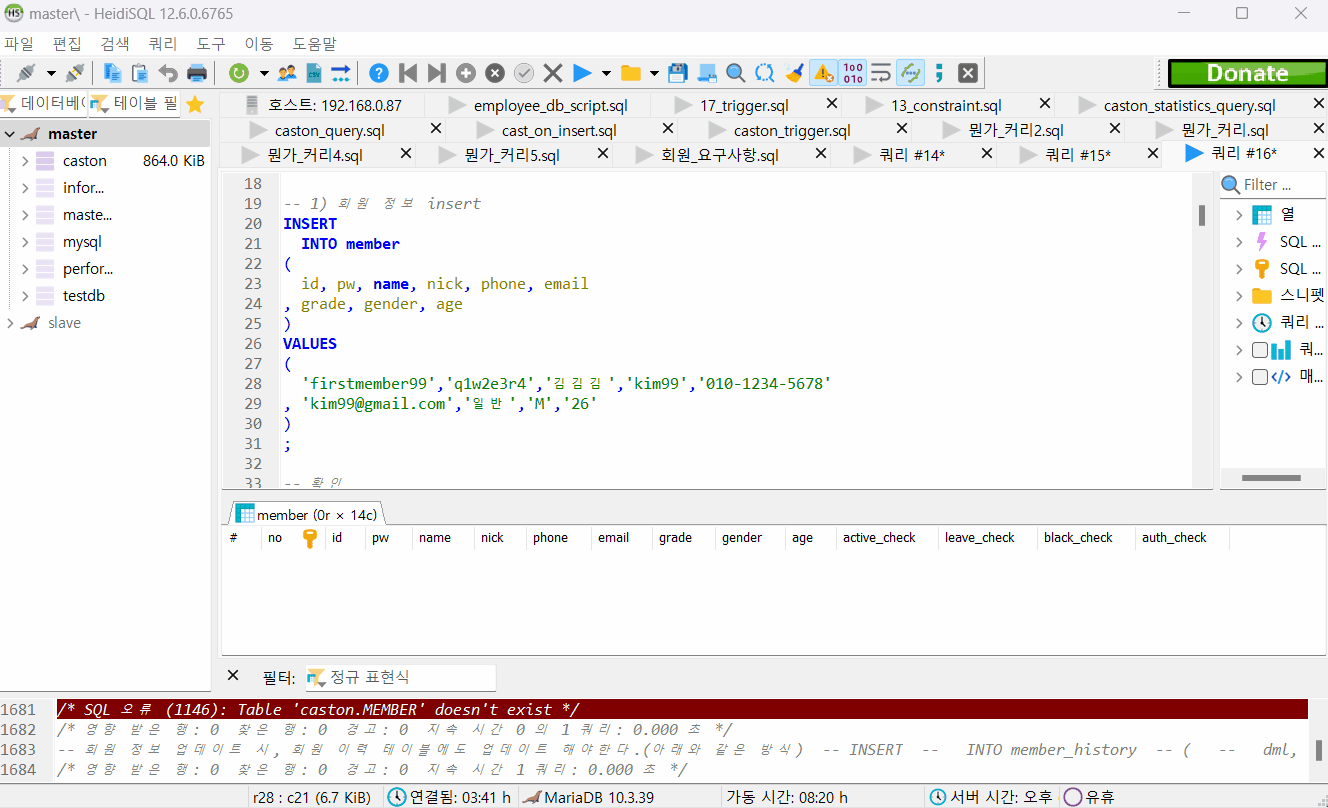 master\ - HeidiSQL 12.6.0.6765
파일 편집 검색 쿼리 도구 이동 도움말
Donate
데이터베( 테이블 필
호스트: 192.168.0.87 employee_db_script.sql 17_trigger.sql 13_constraint.sql caston_statistics_query.sql
caston_query.sql cast_on_insert.sql caston_trigger.sql 뭔가_커리2.sql 뭔가_커리.sql
뭔가_커리4.sql 뭔가_커리5.sql 회원_요구사항.sql 쿼리 #14* 쿼리 #15* 쿼리 #16*
master
caston 864.0 KiB
infor...
maste...
mysql
perfor...
testdb
slave
18
19 -- 1) 회원 정보 insert
20 INSERT
21 INTO member
22 (
23 id, pw, name, nick, phone, email
24 , grade, gender, age
25 )
26 VALUES
27 (
28 'firstmember99','q1w2e3r4','김김김','kim99','010-1234-5678'
29 , 'kim99@gmail.com','일반','M','26'
30 )
31 ;
32
33 -- 확인
Filter ...
열
SQL ...
SQL ...
스니펫
쿼리 ...
쿼...
매...
member (0r × 14c)
# no id pw name nick phone email grade gender age active_check leave_check black_check auth_check
필터: 정규 표현식
1681 /* SQL 오류 (1146): Table 'caston.MEMBER' doesn't exist */
1682 /* 영향 받은 행: 0 찾은 행: 0 경고: 0 지속 시간 0 의 1 쿼리: 0.000 초 */
1683 -- 회원 정보 업데이트 시, 회원 이력 테이블에도 업데이트 해야한다.(아래와 같은 방식) -- INSERT -- INTO member_history -- ( -- dml,
1684 /* 영향 받은 행: 0 찾은 행: 0 경고: 0 지속 시간 1 쿼리: 0.000 초 */
r28 : c21 (6.7 KiB) 연결됨: 03:41 h MariaDB 10.3.39 가동 시간: 08:20 h 서버 시간: 오후 유휴